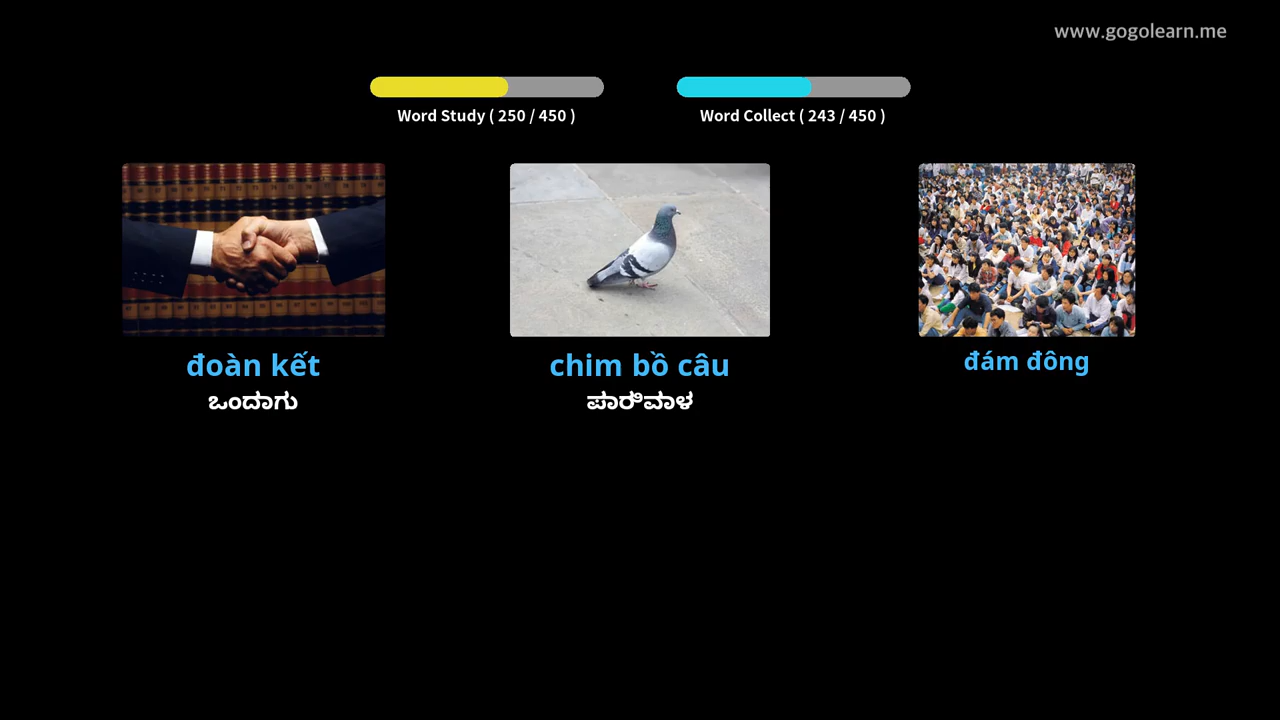 www.gogolearn.me
Word Study ( 250 / 450 )
Word Collect ( 243 / 450 )
đoàn kết
ಒಂದಾಗು
chim bồ câu
ಪಾರಿವಾಳ
đám đông